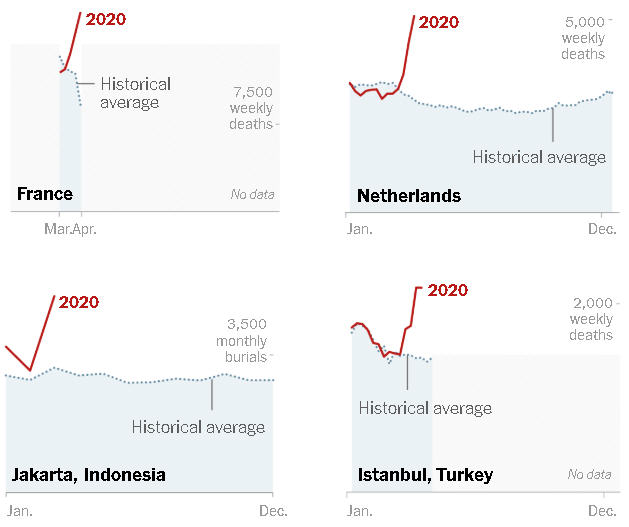 2020
Historical
average
7,500
weekly
deaths
France
No data
Mar.Apr.
2020
5,000
weekly
deaths
Historical average
Netherlands
Jan.
Dec.
2020
3,500
monthly
burials
Historical average
Jakarta, Indonesia
Jan.
Dec.
2020
2,000
weekly
deaths
Historical average
Istanbul, Turkey
No data
Jan.
Dec.